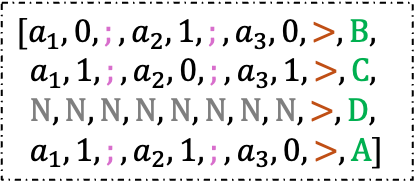 [a₁, 0, ;, a₂, 1, ;, a₃, 0, >, B,
a₁, 1, ;, a₂, 0, ;, a₃, 1, >, C,
N, N, N, N, N, N, N, N, >, D,
a₁, 1, ;, a₂, 1, ;, a₃, 0, >, A]